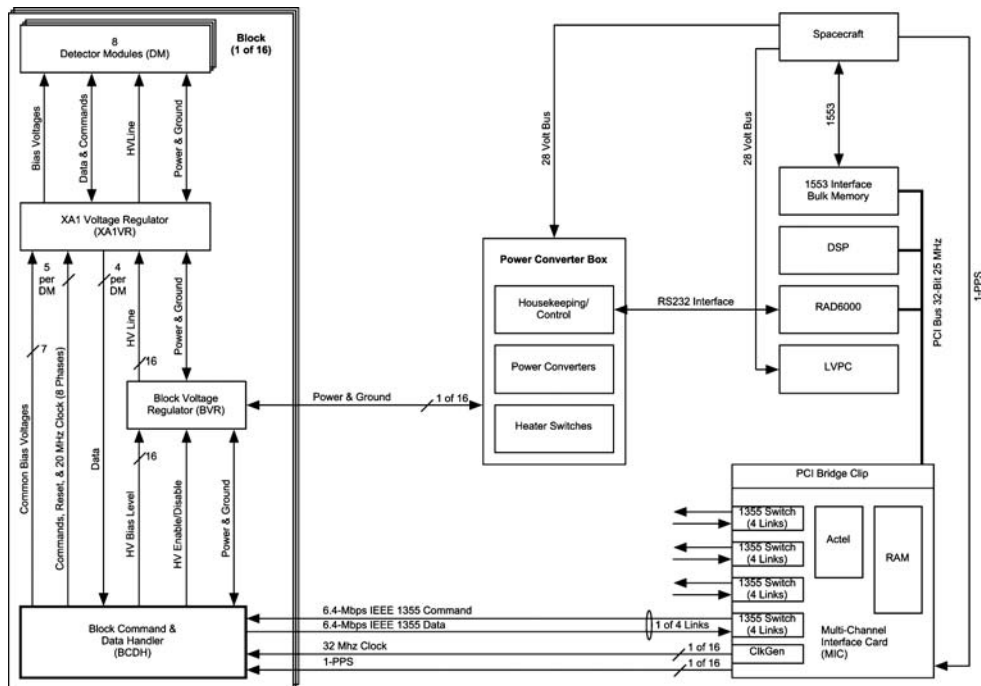 8
Detector Modules (DM)
Block
(1 of 16)
Bias Voltages
Data & Commands
HVLine
Power & Ground
XA1 Voltage Regulator
(XA1VR)
5
per
DM
4
per
DM
7
Common Bias Voltages
Commands, Reset, & 20 MHz Clock (8 Phases)
Data
HV Line
16
Power & Ground
Block Voltage
Regulator (BVR)
16
HV Bias Level
HV Enable/Disable
Power & Ground
Block Command &
Data Handler
(BCDH)
Power & Ground
1 of 16
28 Volt Bus
Power Converter Box
Housekeeping/
Control
Power Converters
Heater Switches
RS232 Interface
Spacecraft
28 Volt Bus
1553
1553 Interface
Bulk Memory
DSP
RAD6000
LVPC
PCI Bus 32-Bit 25 MHz
1-PPS
PCI Bridge Clip
1355 Switch
(4 Links)
1355 Switch
(4 Links)
1355 Switch
(4 Links)
1355 Switch
(4 Links)
ClkGen
Actel
RAM
Multi-Channel
Interface Card
(MIC)
6.4-Mbps IEEE 1355 Command
6.4-Mbps IEEE 1355 Data
1 of 4 Links
32 Mhz Clock
1 of 16
1-PPS
1 of 16